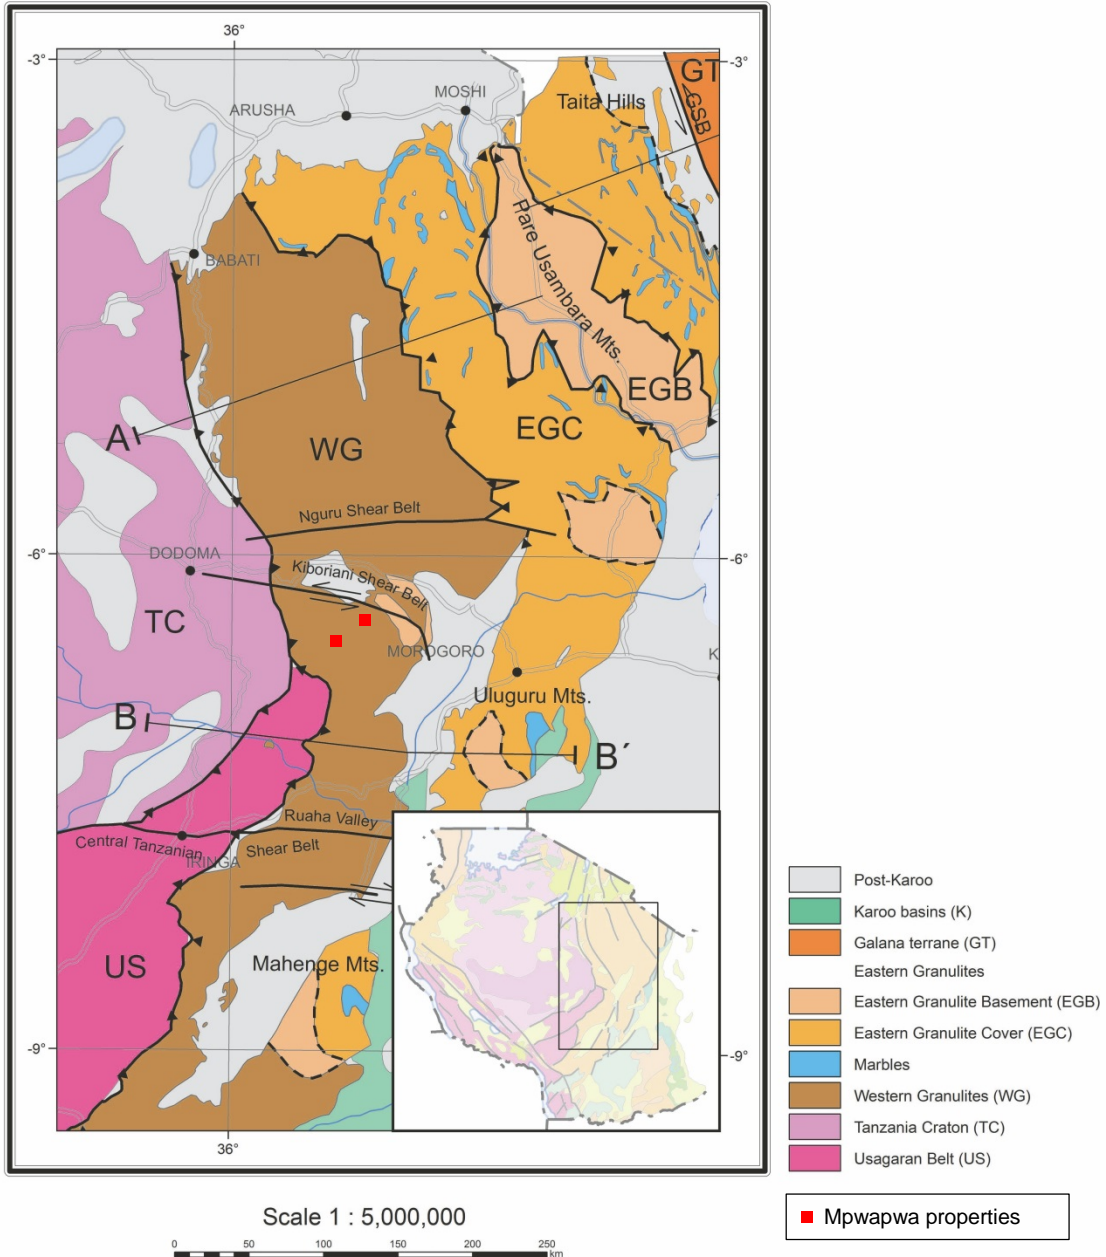 36°
-3°
-3°
GT
GSB
MOSHI
ARUSHA
Taita Hills
Pare Usambara Mts.
BABATI
EGB
A
WG
EGC
Nguru Shear Belt
-6°
-6°
DODOMA
Kiboriani Shear Belt
TC
MOROGORO
K
Uluguru Mts.
B
B´
Ruaha Valley
Central Tanzanian
Shear Belt
IRINGA
US
Mahenge Mts.
-9°
-9°
36°
Post-Karoo
Karoo basins (K)
Galana terrane (GT)
Eastern Granulites
Eastern Granulite Basement (EGB)
Eastern Granulite Cover (EGC)
Marbles
Western Granulites (WG)
Tanzania Craton (TC)
Usagaran Belt (US)
Mpwapwa properties
Scale 1 : 5,000,000
0 50 100 150 200 250
km